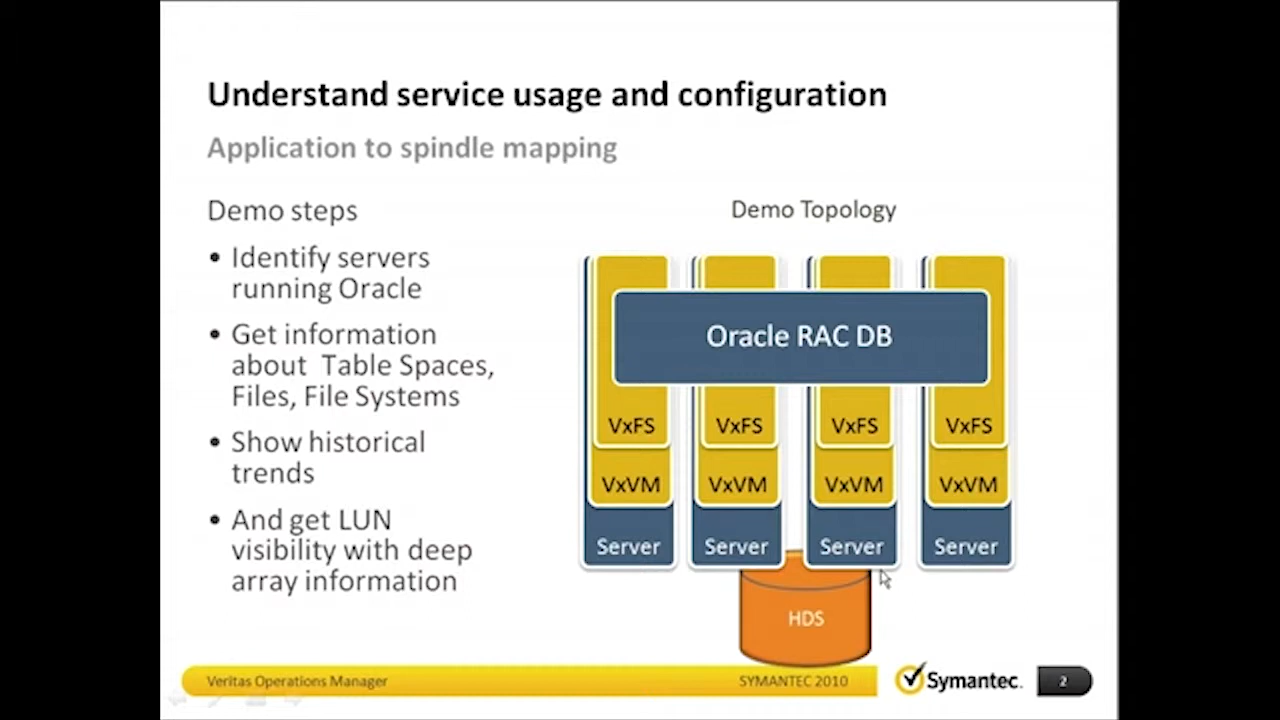 Understand service usage and configuration
Application to spindle mapping
Demo steps
• Identify servers
running Oracle
• Get information
about Table Spaces,
Files, File Systems
• Show historical
trends
• And get LUN
visibility with deep
array information
Demo Topology
Oracle RAC DB
VxFS VxFS VxFS VxFS
VxVM VxVM VxVM VxVM
Server Server Server Server
HDS
Veritas Operations Manager
SYMANTEC 2010
Symantec.
2